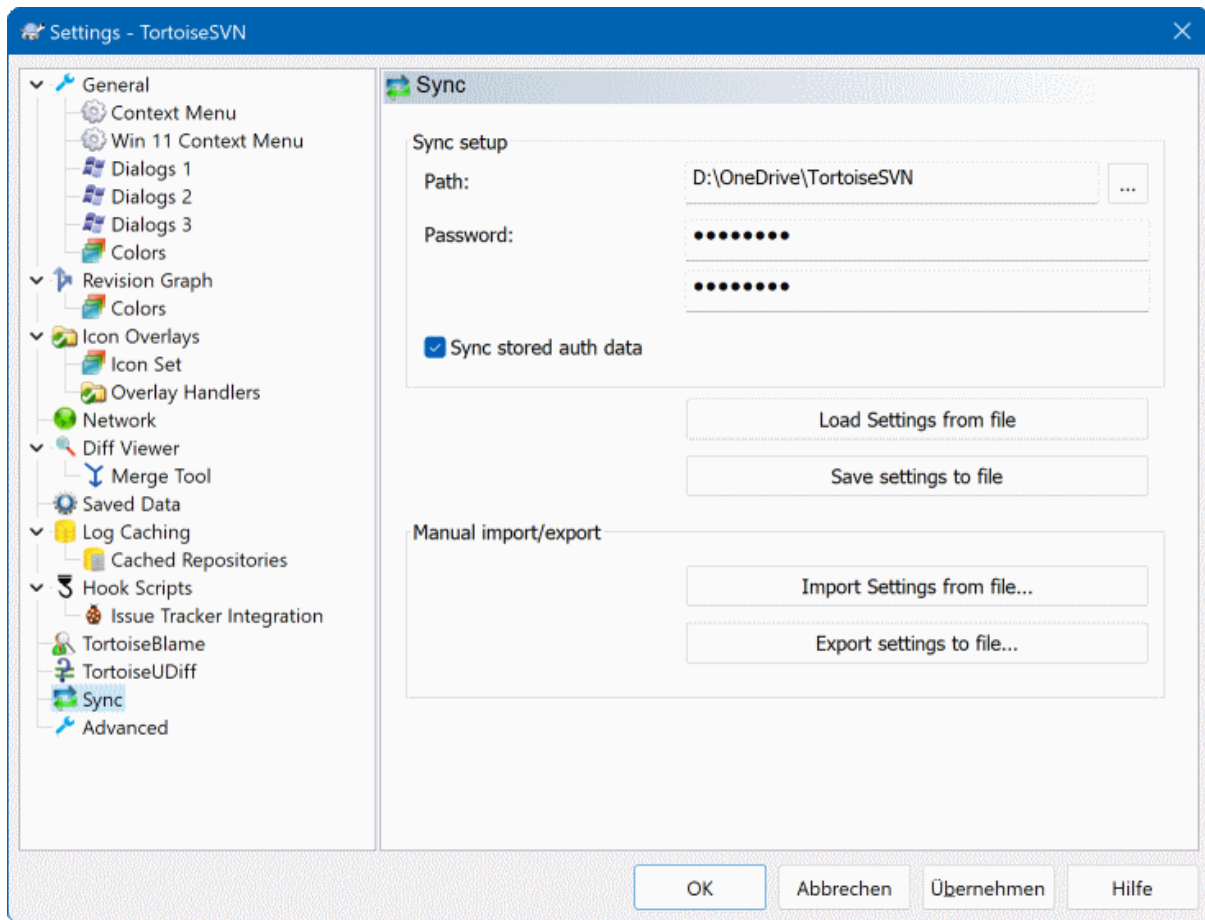 Settings - TortoiseSVN
General
Context Menu
Win 11 Context Menu
Dialogs 1
Dialogs 2
Dialogs 3
Colors
Revision Graph
Colors
Icon Overlays
Icon Set
Overlay Handlers
Network
Diff Viewer
Merge Tool
Saved Data
Log Caching
Cached Repositories
Hook Scripts
Issue Tracker Integration
TortoiseBlame
TortoiseUDiff
Sync
Advanced
Sync
Sync setup
Path: D:\OneDrive\TortoiseSVN ...
Password: ●●●●●●●●
●●●●●●●●
Sync stored auth data
Load Settings from file
Save settings to file
Manual import/export
Import Settings from file...
Export settings to file...
OK Abbrechen Übernehmen Hilfe